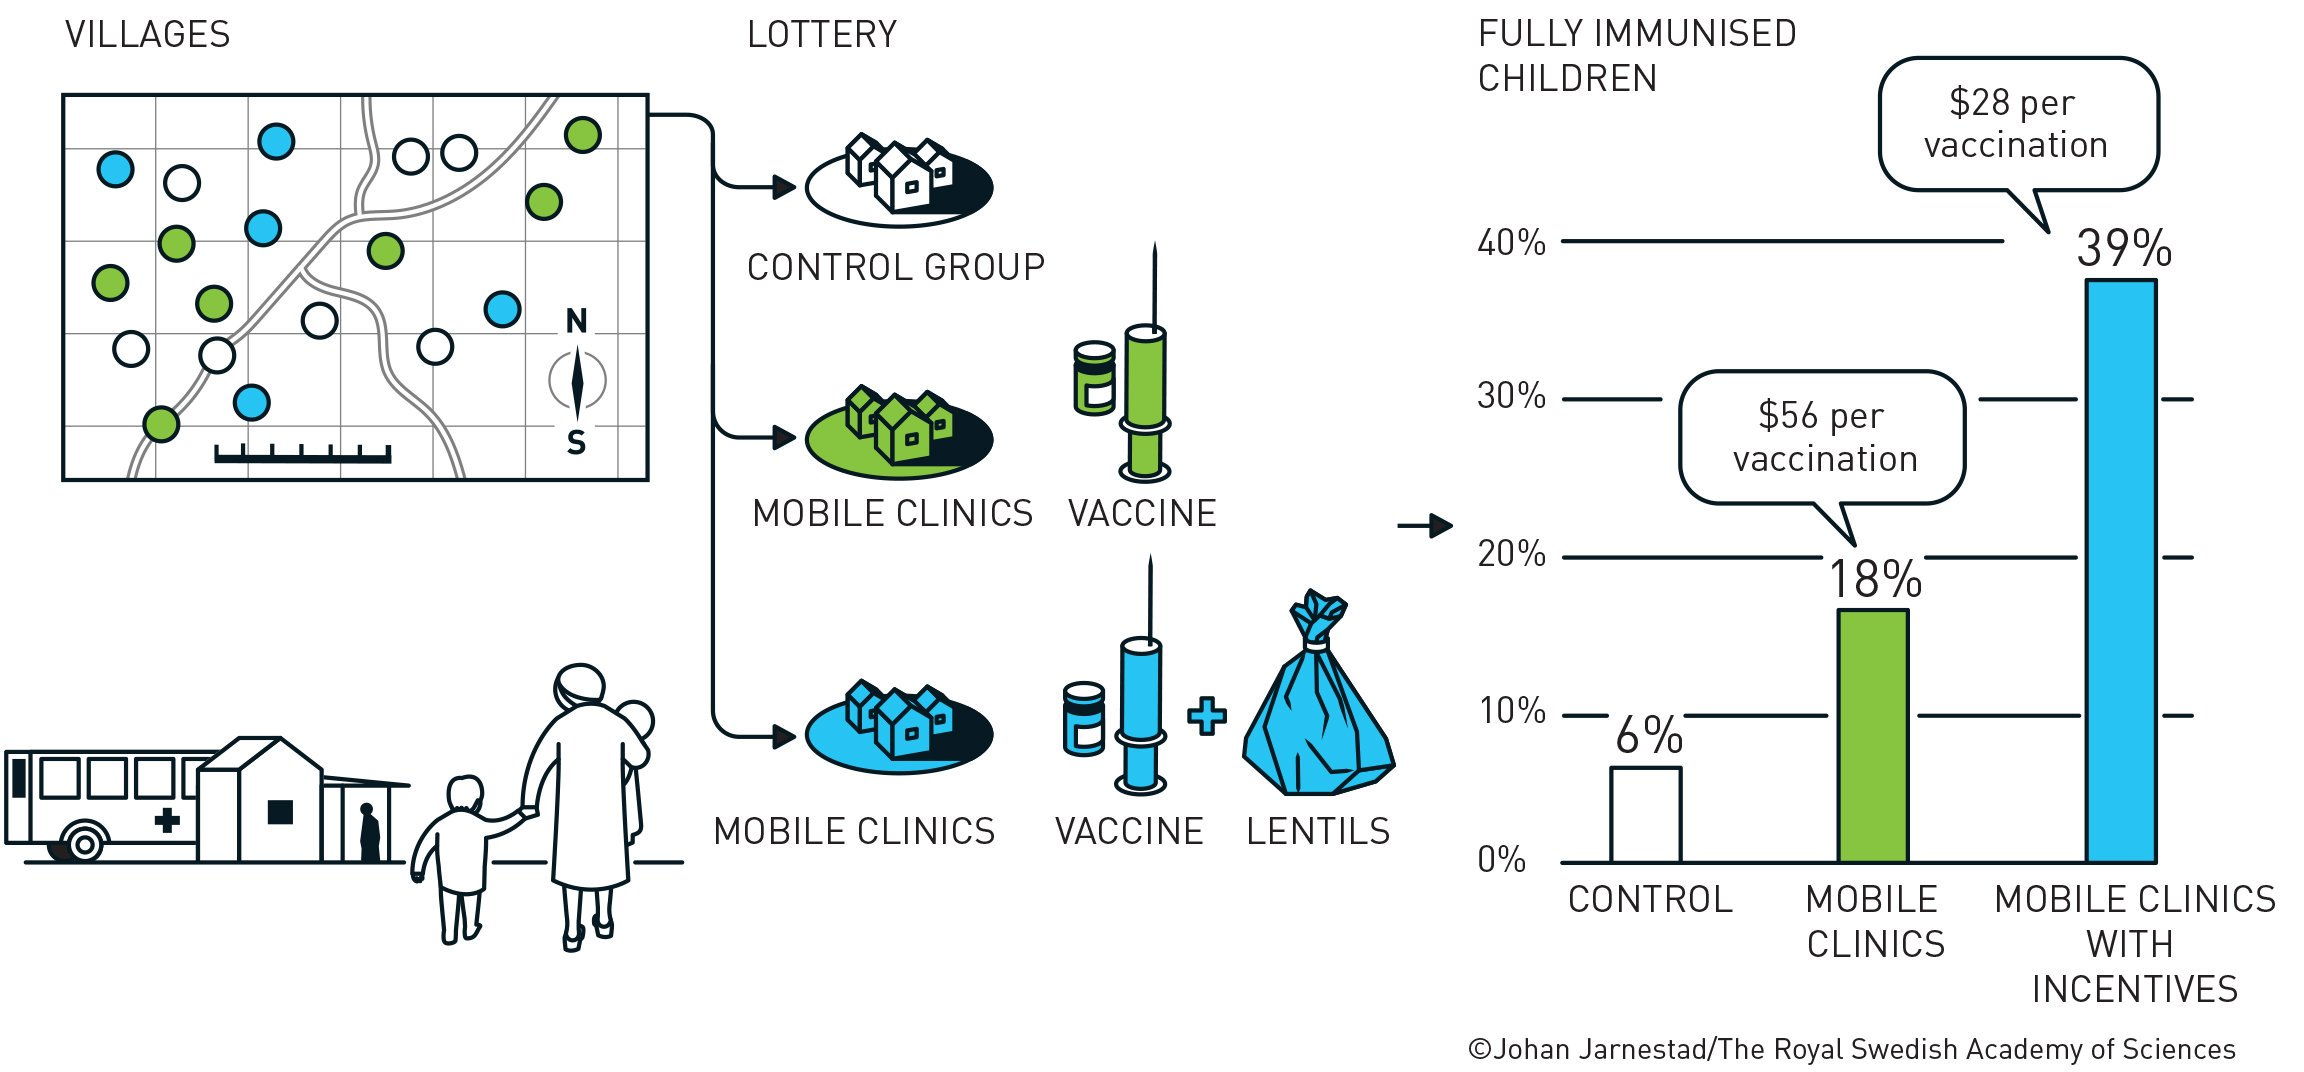 VILLAGES
N
S
LOTTERY
CONTROL GROUP
MOBILE CLINICS
VACCINE
MOBILE CLINICS
VACCINE
LENTILS
FULLY IMMUNISED
CHILDREN
$28 per
vaccination
40%
39%
30%
$56 per
vaccination
20%
18%
10%
6%
0%
CONTROL
MOBILE
CLINICS
MOBILE CLINICS
WITH
INCENTIVES
©Johan Jarnestad/The Royal Swedish Academy of Sciences